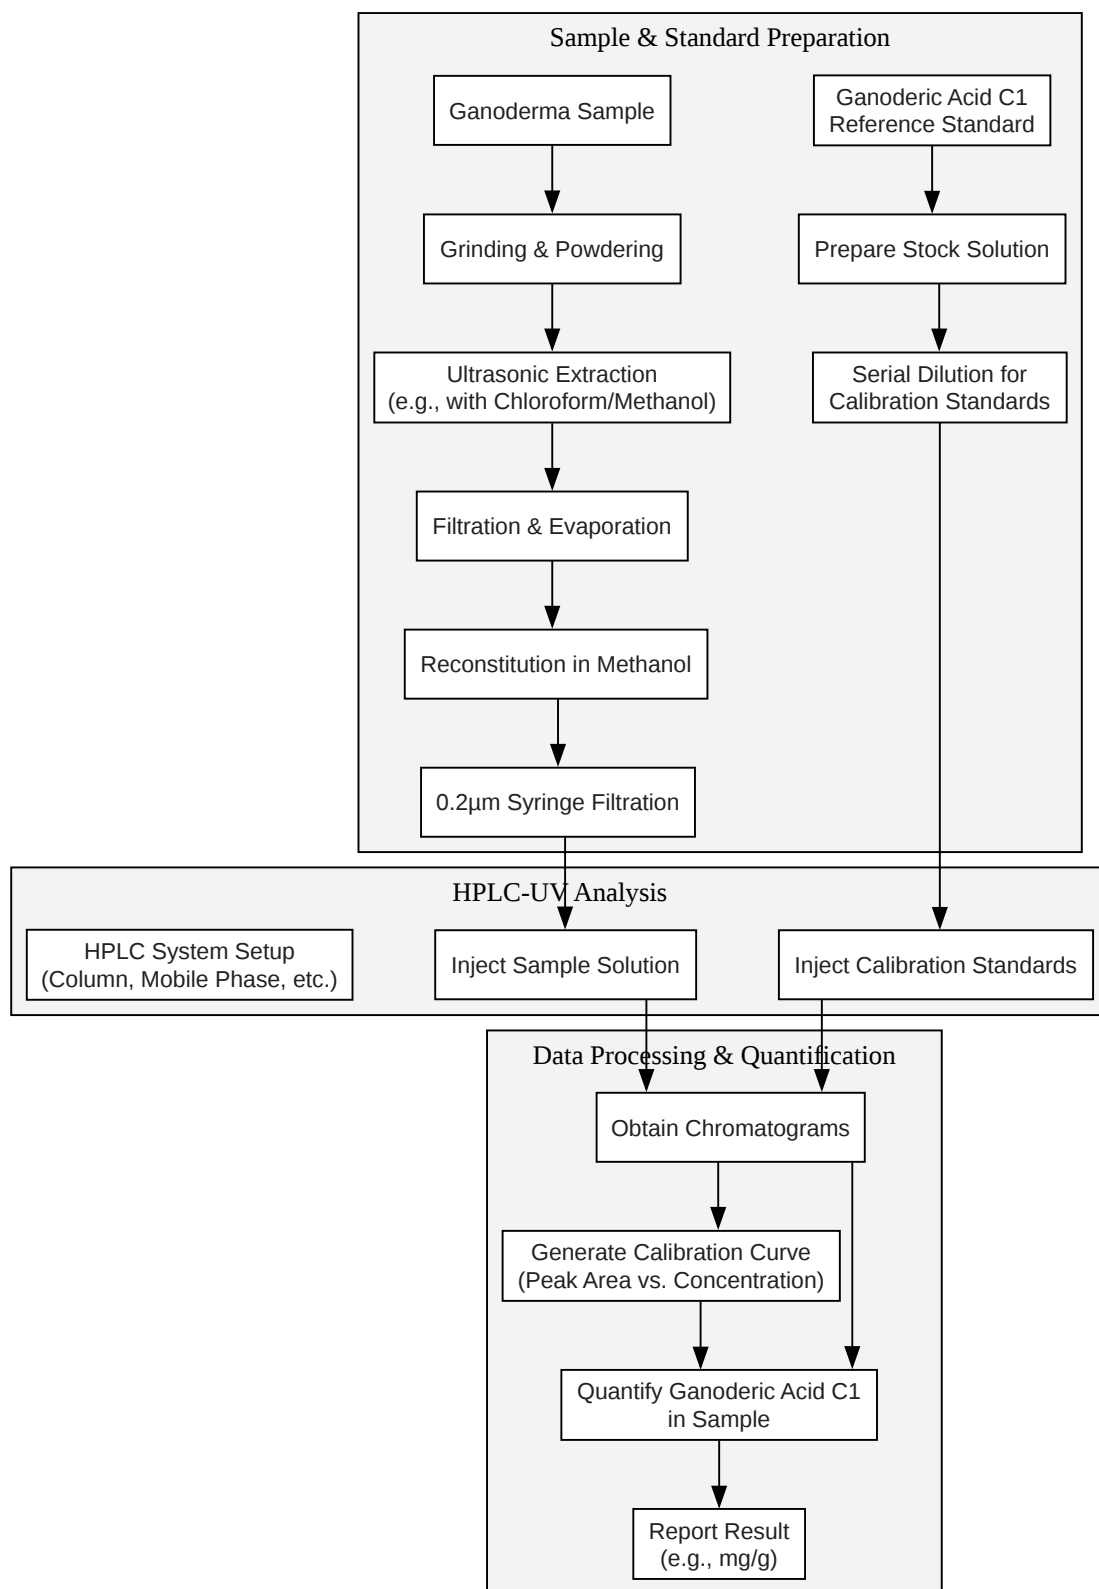 Sample & Standard Preparation
Ganoderma Sample
Ganoderic Acid C1
Reference Standard
Grinding & Powdering
Prepare Stock Solution
Ultrasonic Extraction
(e.g., with Chloroform/Methanol)
Serial Dilution for
Calibration Standards
Filtration & Evaporation
Reconstitution in Methanol
0.2µm Syringe Filtration
HPLC-UV Analysis
HPLC System Setup
(Column, Mobile Phase, etc.)
Inject Sample Solution
Inject Calibration Standards
Data Processing & Quantification
Obtain Chromatograms
Generate Calibration Curve
(Peak Area vs. Concentration)
Quantify Ganoderic Acid C1
in Sample
Report Result
(e.g., mg/g)